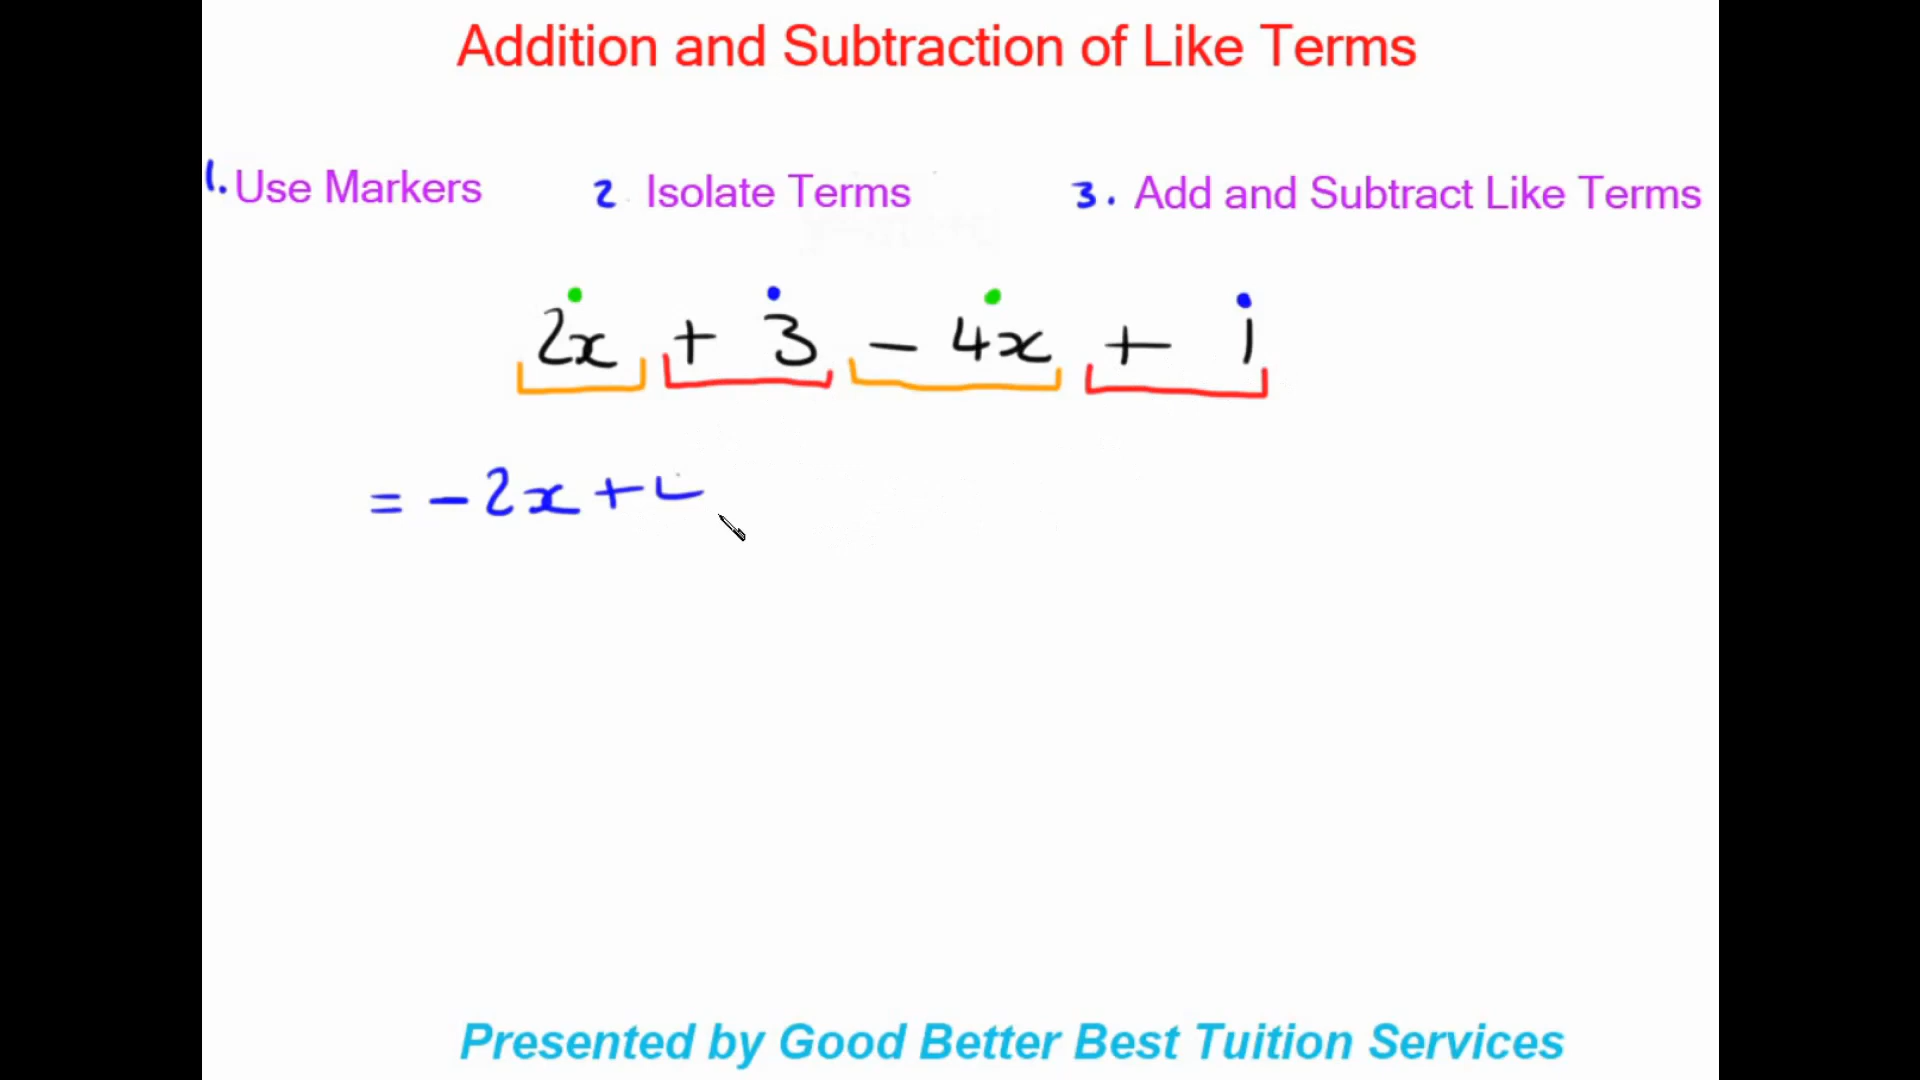 Addition and Subtraction of Like Terms
1. Use Markers 2 Isolate Terms 3. Add and Subtract Like Terms
2x + 3 - 4x + 1
= -2x +
Presented by Good Better Best Tuition Services